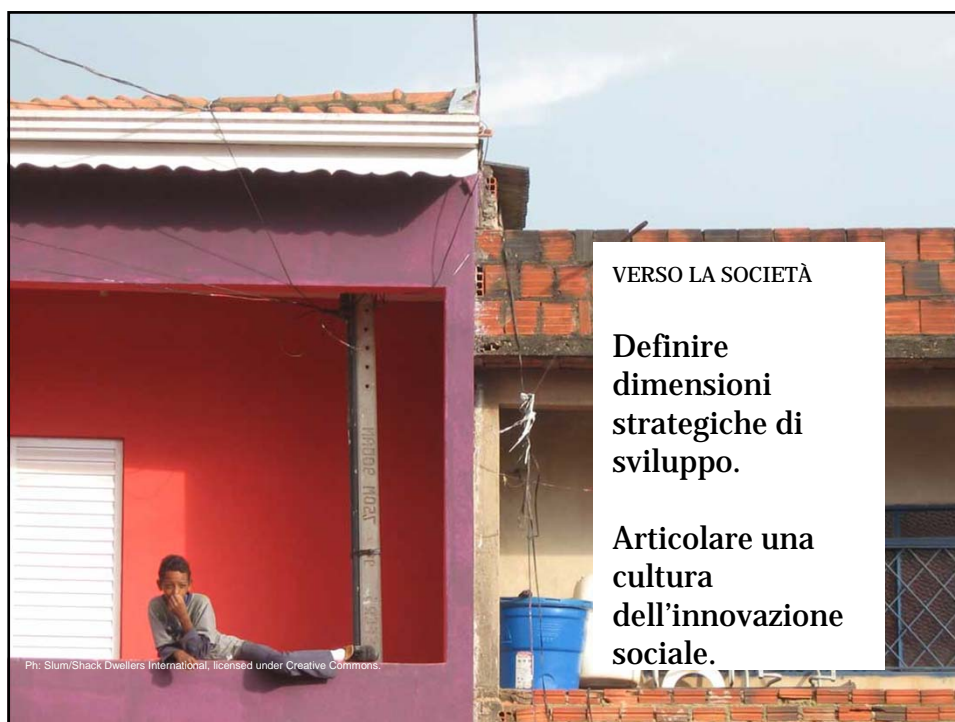 VERSO LA SOCIETÀ
Definire
dimensioni
strategiche di
sviluppo.
Articolare una
cultura
dell'innovazione
sociale.
Ph: Slum/Shack Dwellers International, licensed under Creative Commons.